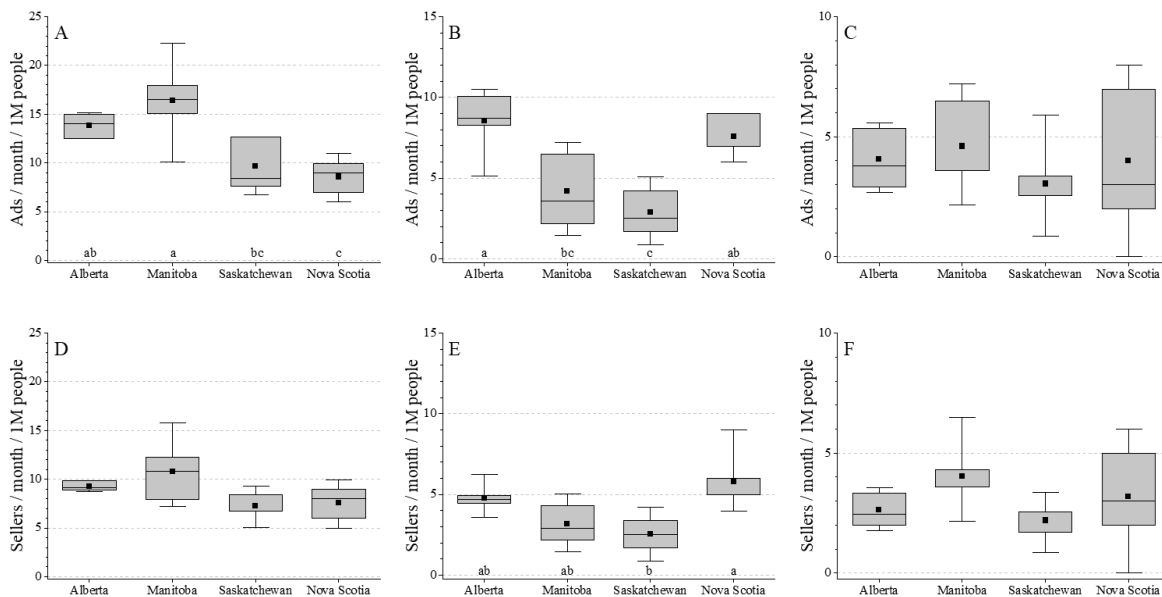 A
Ads / month / 1M people
25
20
15
10
5
0
ab
a
bc
c
Alberta
Manitoba
Saskatchewan
Nova Scotia
B
Ads / month / 1M people
15
10
5
0
a
bc
c
ab
Alberta
Manitoba
Saskatchewan
Nova Scotia
C
Ads / month / 1M people
10
5
0
Alberta
Manitoba
Saskatchewan
Nova Scotia
D
Sellers / month / 1M people
25
20
15
10
5
0
Alberta
Manitoba
Saskatchewan
Nova Scotia
E
Sellers / month / 1M people
15
10
5
0
ab
ab
b
a
Alberta
Manitoba
Saskatchewan
Nova Scotia
F
Sellers / month / 1M people
10
5
0
Alberta
Manitoba
Saskatchewan
Nova Scotia